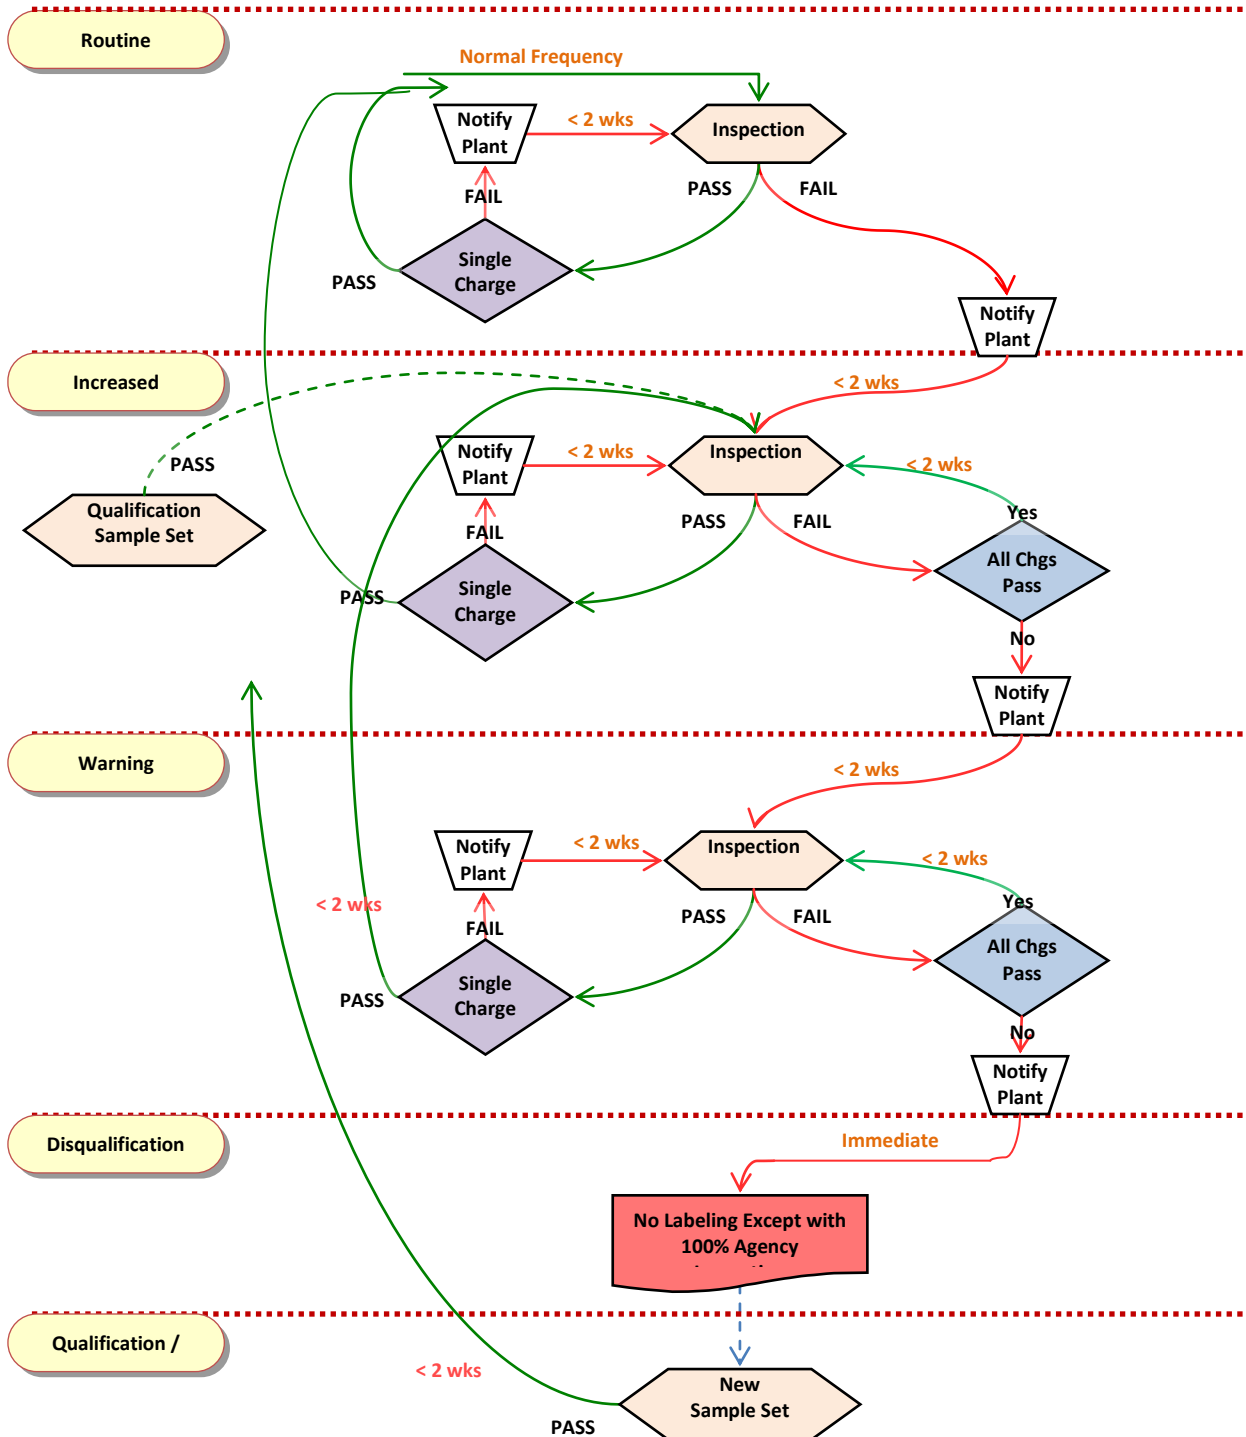 Routine
Normal Frequency
Notify
Plant
< 2 wks
Inspection
PASS
FAIL
FAIL
Single
Charge
PASS
Notify
Plant
Increased
< 2 wks
Notify
Plant
< 2 wks
Inspection
< 2 wks
PASS
Qualification
Sample Set
PASS
FAIL
Yes
FAIL
All Chgs
Pass
Single
Charge
PASS
No
Notify
Plant
Warning
< 2 wks
Notify
Plant
< 2 wks
Inspection
< 2 wks
< 2 wks
PASS
FAIL
Yes
FAIL
All Chgs
Pass
Single
Charge
PASS
No
Notify
Plant
Disqualification
Immediate
No Labeling Except with
100% Agency
Qualification /
< 2 wks
New
Sample Set
PASS